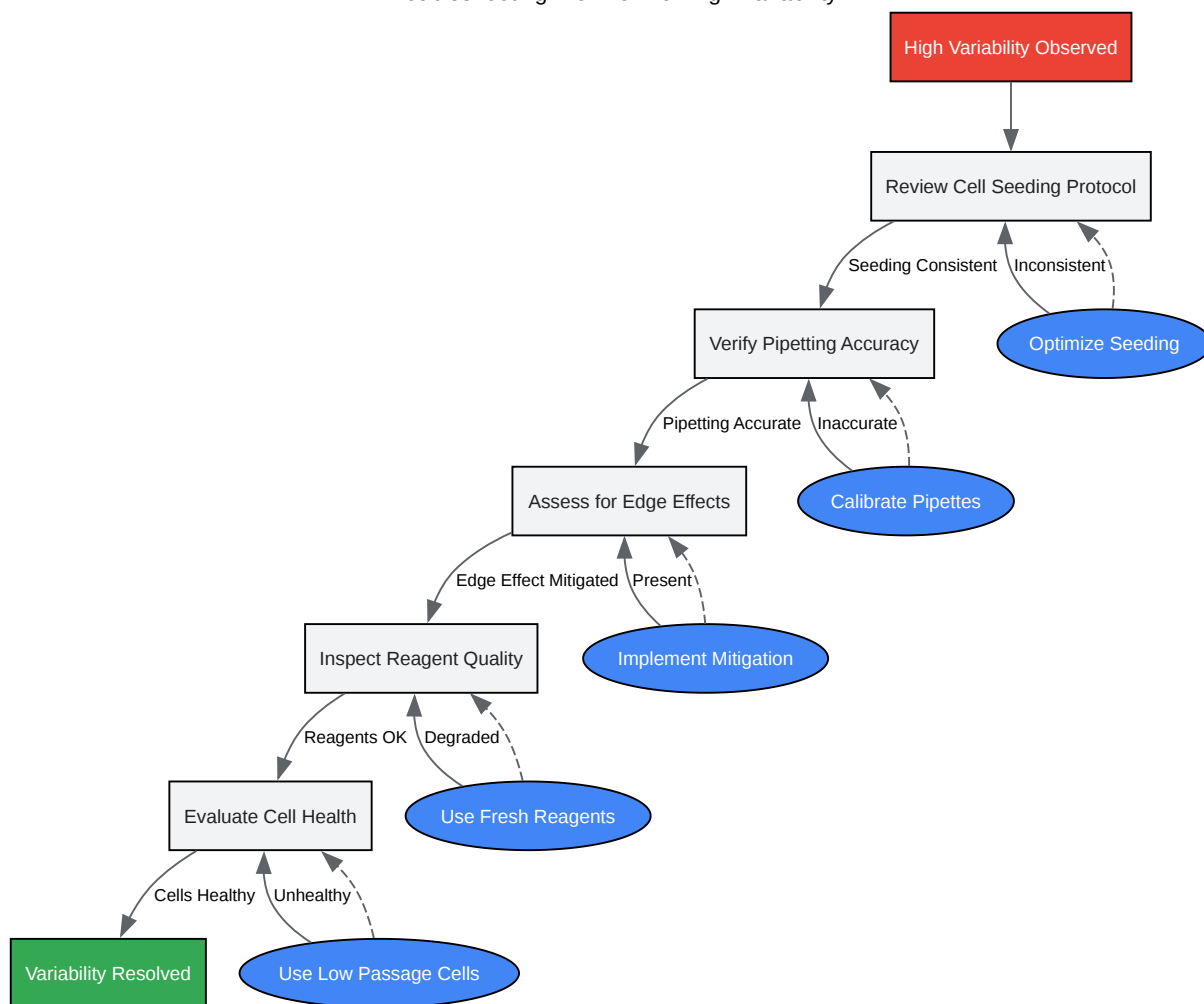 High Variability Observed
Review Cell Seeding Protocol
Seeding Consistent
Inconsistent
Verify Pipetting Accuracy
Optimize Seeding
Pipetting Accurate
Inaccurate
Assess for Edge Effects
Calibrate Pipettes
Edge Effect Mitigated
Present
Inspect Reagent Quality
Implement Mitigation
Reagents OK
Degraded
Evaluate Cell Health
Use Fresh Reagents
Cells Healthy
Unhealthy
Variability Resolved
Use Low Passage Cells